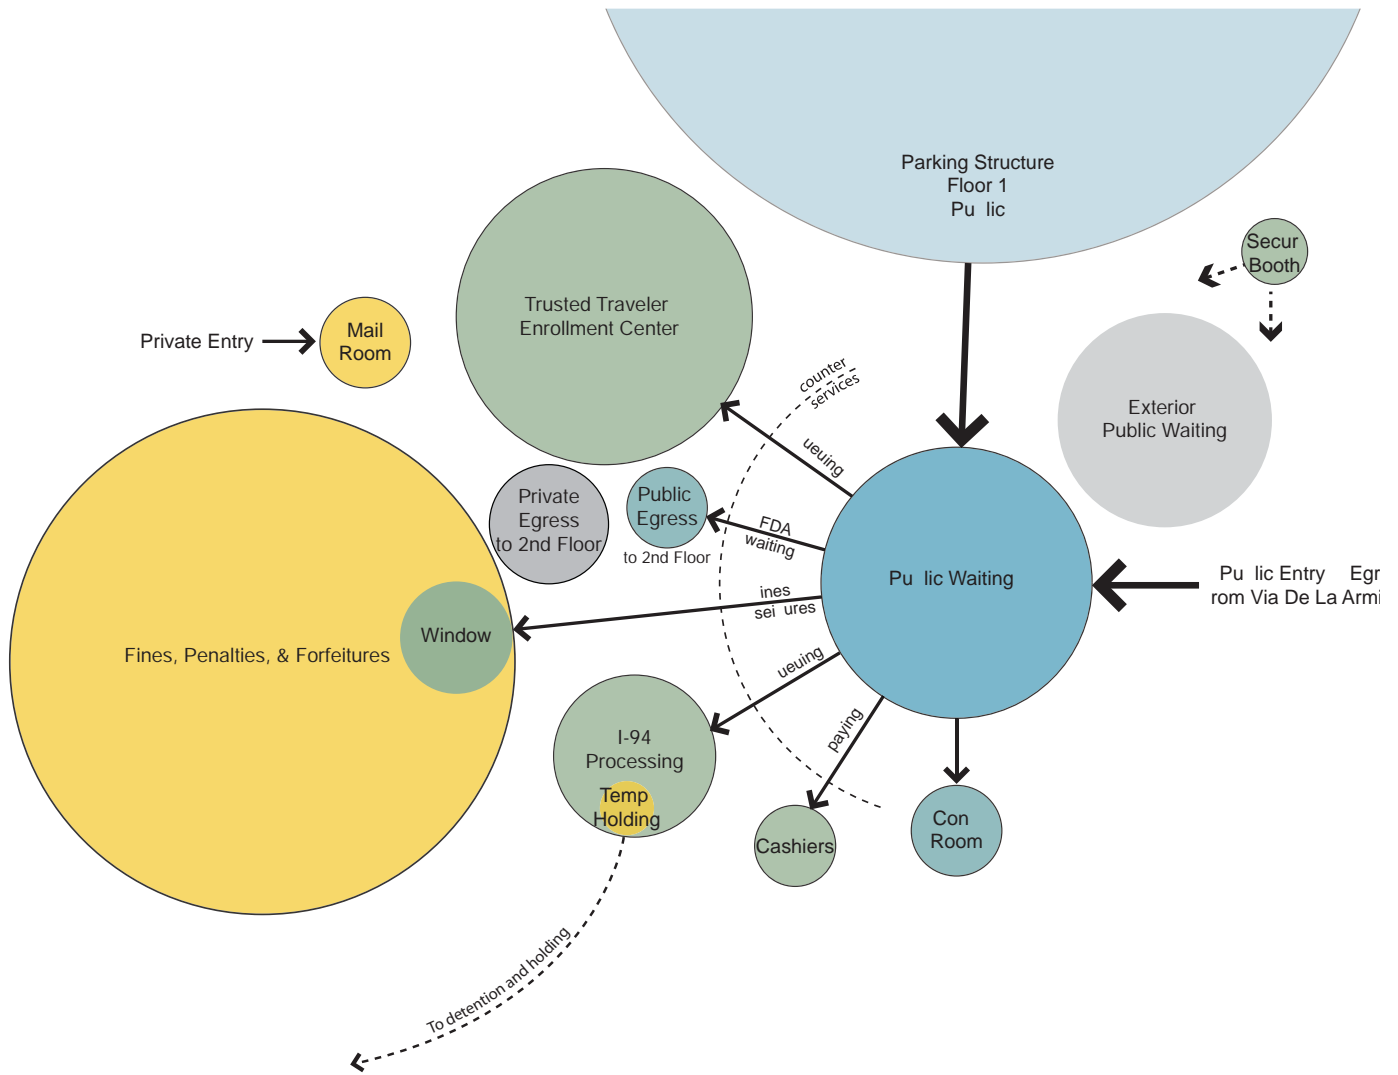 Parking Structure
Floor 1
Pu lic
Secur
Booth
Trusted Traveler
Enrollment Center
Private Entry
Mail
Room
counter
services
Exterior
Public Waiting
ueuing
Private
Egress
to 2nd Floor
Public
Egress
to 2nd Floor
FDA
waiting
Pu lic Waiting
Pu lic Entry Egr
rom Via De La Armi
ines
sei ures
Window
Fines, Penalties, & Forfeitures
ueuing
I-94
Processing
Temp
Holding
paying
Cashiers
Con
Room
To detention and holding